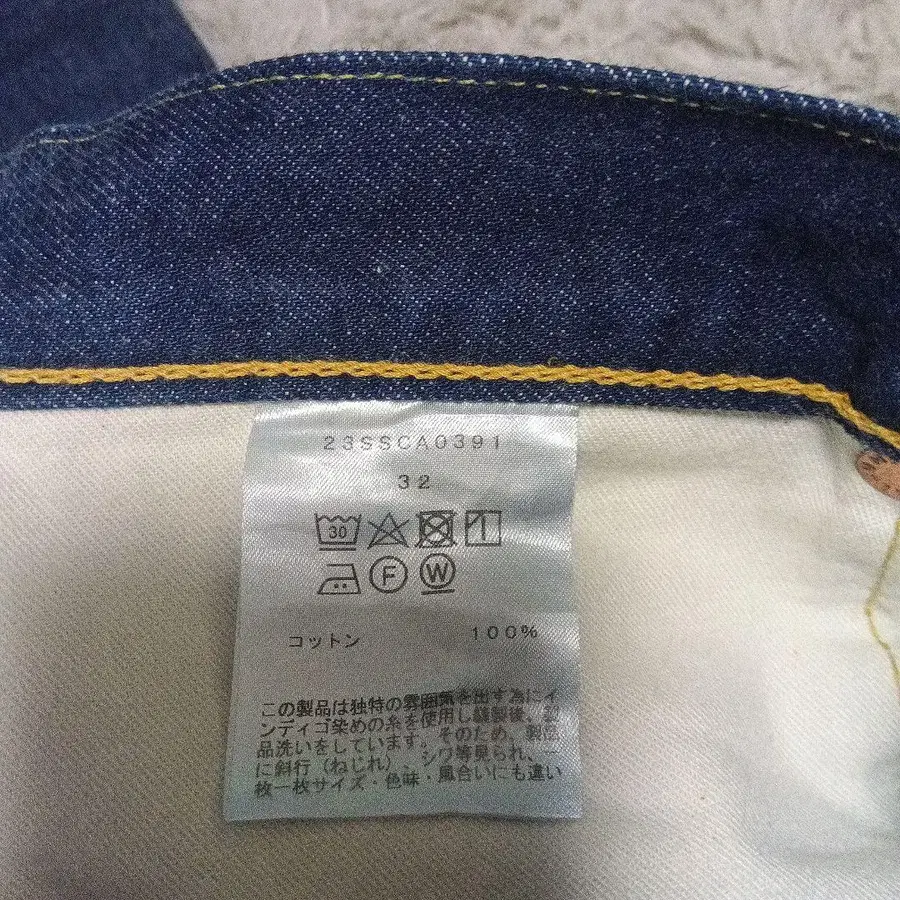 23SSCA0391
32
30
F W
コットン 100%
この製品は独特の雰囲気を出す為にイ
ンディゴ染めの糸を使用し縫製後、製
品洗いをしています。そのため、製品
に斜行（ねじれ）、シワ等見られ、一
枚一枚サイズ・色味・風合いにも違い